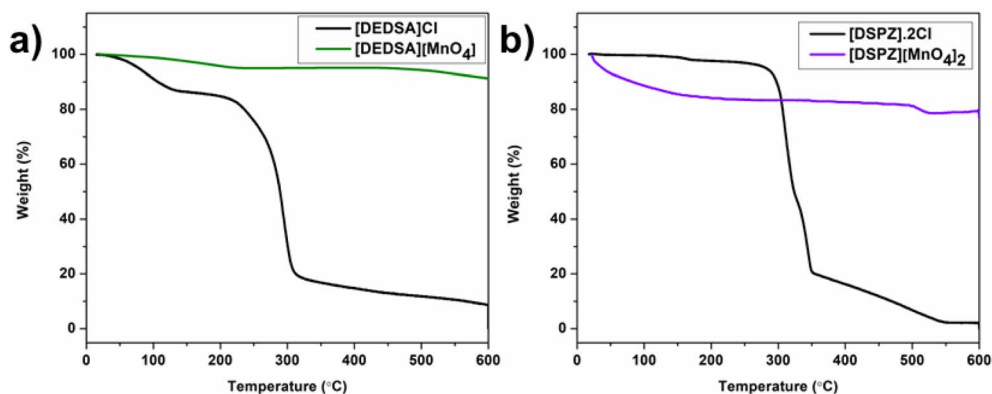 a)
[DEDSA]Cl
[DEDSA][MnO₄]
100
80
60
40
20
0
Weight (%)
0 100 200 300 400 500 600
Temperature (°C)
b)
[DSPZ].2Cl
[DSPZ][MnO₄]₂
100
80
60
40
20
0
Weight (%)
0 100 200 300 400 500 600
Temperature (°C)